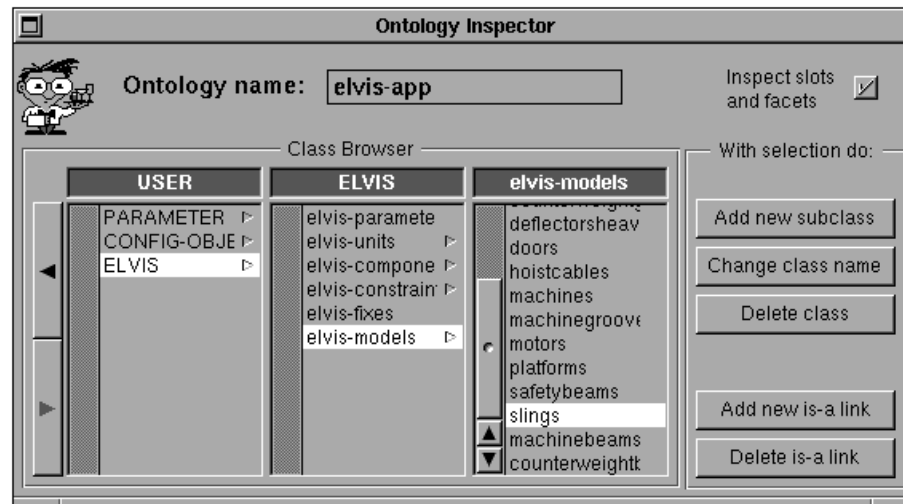 Ontology Inspector
Ontology name: elvis-app
Inspect slots
and facets
Class Browser
USER
PARAMETER
CONFIG-OBJE
ELVIS
ELVIS
elvis-paramete
elvis-units
elvis-compone
elvis-constrain
elvis-fixes
elvis-models
elvis-models
deflectorsheav
doors
hoistcables
machines
machinegroove
motors
platforms
safetybeams
slings
machinebeams
counterweightb
With selection do:
Add new subclass
Change class name
Delete class
Add new is-a link
Delete is-a link